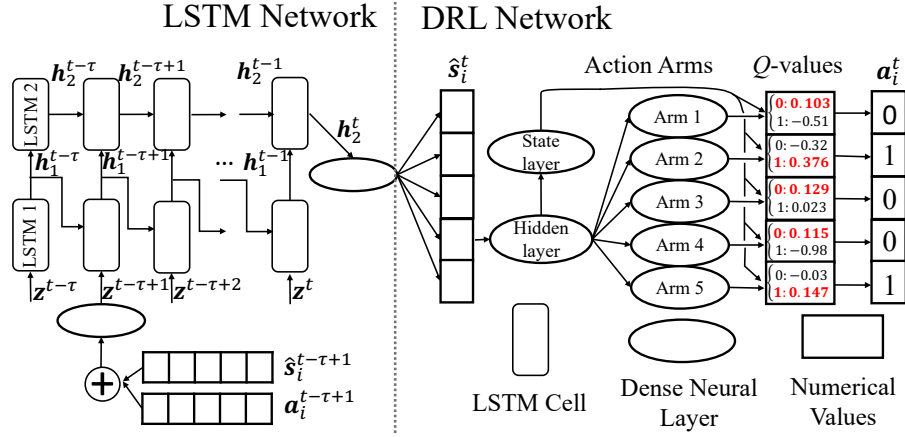 LSTM Network
DRL Network
h_2^{t-τ}
h_2^{t-τ+1}
h_2^{t-1}
LSTM 2
h_2^t
h_1^{t-τ}
h_1^{t-τ+1}
...
h_1^{t-1}
LSTM 1
z^{t-τ}
z^{t-τ+1}
z^{t-τ+2}
z^t
+
ŝ_i^{t-τ+1}
a_i^{t-τ+1}
ŝ_i^t
Action Arms
Q-values
a_i^t
State
layer
Hidden
layer
Arm 1
Arm 2
Arm 3
Arm 4
Arm 5
0: 0.103
1: −0.51
0: −0.32
1: 0.376
0: 0.129
1: 0.023
0: 0.115
1: −0.98
0: −0.03
1: 0.147
0
1
0
0
1
LSTM Cell
Dense Neural
Layer
Numerical
Values